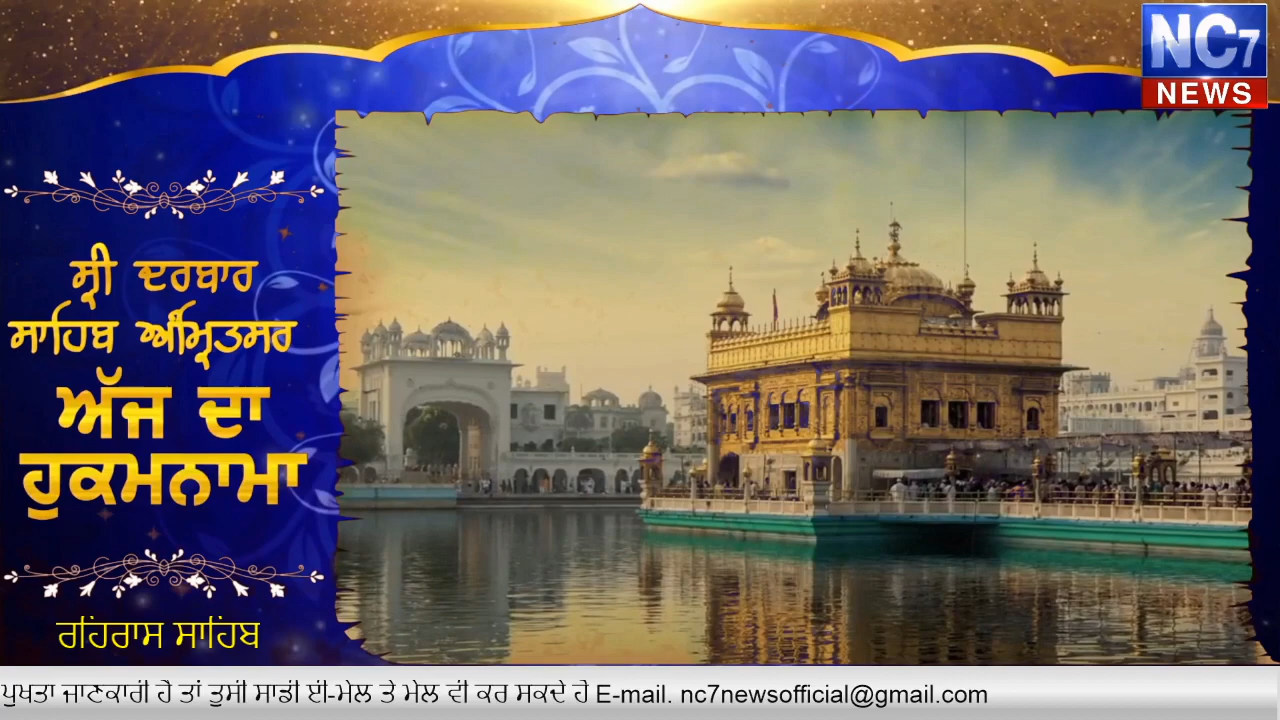 NC7
NEWS
ਸ੍ਰੀ ਦਰਬਾਰ
ਸਾਹਿਬ ਅੰਮ੍ਰਿਤਸਰ
ਅੱਜ ਦਾ
ਹੁਕਮਨਾਮਾ
ਰਹਿਰਾਸ ਸਾਹਿਬ
ਪੁਖਤਾ ਜਾਣਕਾਰੀ ਹੈ ਤਾਂ ਤੁਸੀਂ ਸਾਡੀ ਈ-ਮੇਲ ਤੇ ਮੇਲ ਵੀ ਕਰ ਸਕਦੇ ਹੋ E-mail. nc7newsofficial@gmail.com